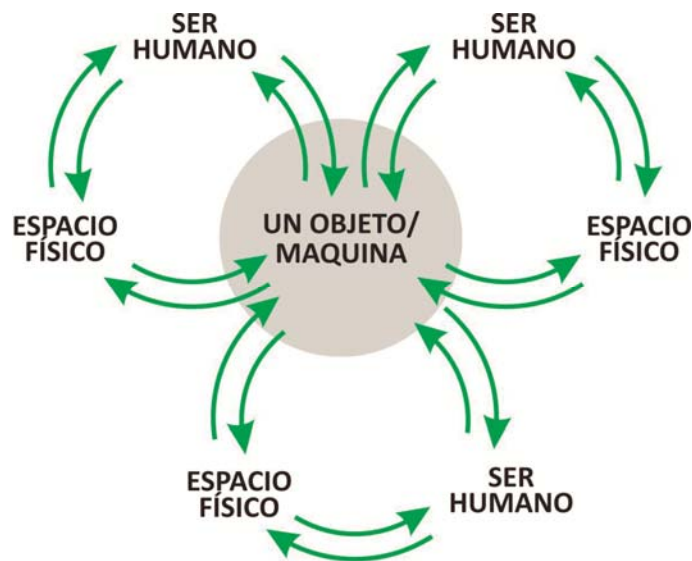 SER
HUMANO
SER
HUMANO
ESPACIO
FÍSICO
UN OBJETO/
MAQUINA
ESPACIO
FÍSICO
ESPACIO
FÍSICO
SER
HUMANO